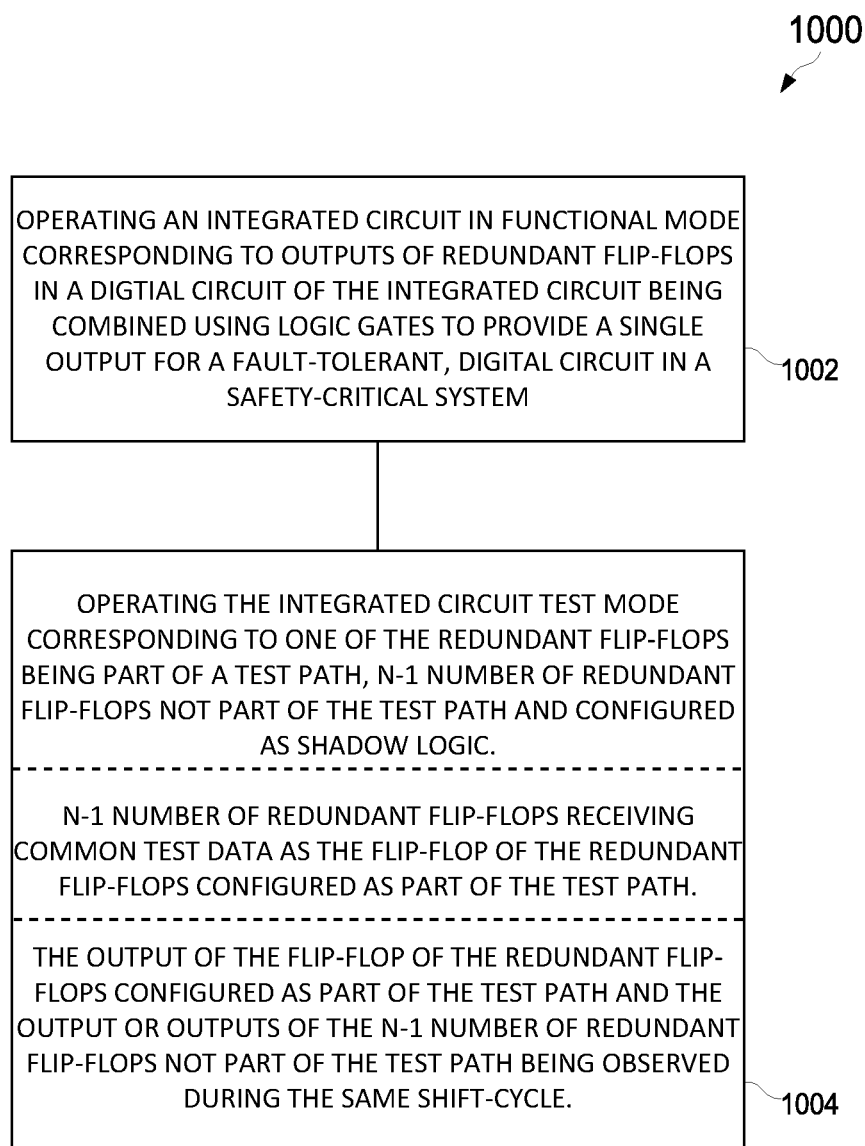 1000
OPERATING AN INTEGRATED CIRCUIT IN FUNCTIONAL MODE
CORRESPONDING TO OUTPUTS OF REDUNDANT FLIP-FLOPS
IN A DIGTIAL CIRCUIT OF THE INTEGRATED CIRCUIT BEING
COMBINED USING LOGIC GATES TO PROVIDE A SINGLE
OUTPUT FOR A FAULT-TOLERANT, DIGITAL CIRCUIT IN A
SAFETY-CRITICAL SYSTEM
1002
OPERATING THE INTEGRATED CIRCUIT TEST MODE
CORRESPONDING TO ONE OF THE REDUNDANT FLIP-FLOPS
BEING PART OF A TEST PATH, N-1 NUMBER OF REDUNDANT
FLIP-FLOPS NOT PART OF THE TEST PATH AND CONFIGURED
AS SHADOW LOGIC.
N-1 NUMBER OF REDUNDANT FLIP-FLOPS RECEIVING
COMMON TEST DATA AS THE FLIP-FLOP OF THE REDUNDANT
FLIP-FLOPS CONFIGURED AS PART OF THE TEST PATH.
THE OUTPUT OF THE FLIP-FLOP OF THE REDUNDANT FLIP-
FLOPS CONFIGURED AS PART OF THE TEST PATH AND THE
OUTPUT OR OUTPUTS OF THE N-1 NUMBER OF REDUNDANT
FLIP-FLOPS NOT PART OF THE TEST PATH BEING OBSERVED
DURING THE SAME SHIFT-CYCLE.
1004